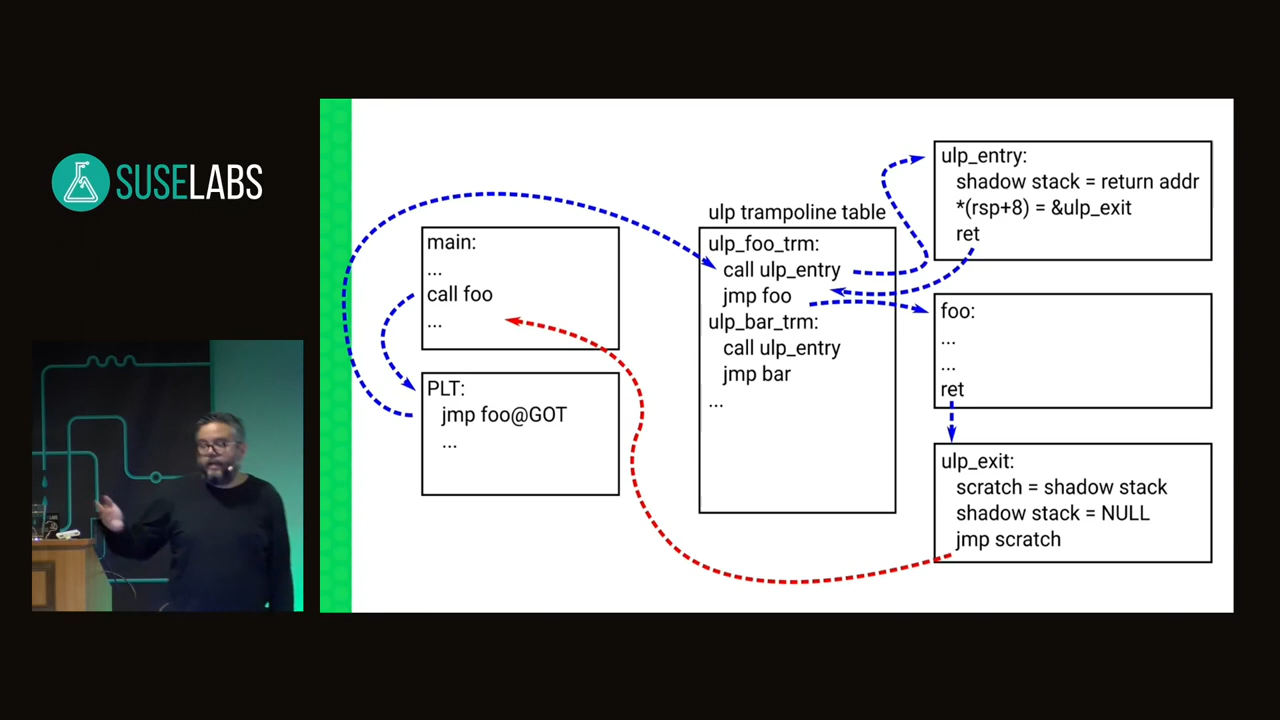 SUSELABS
main:
...
call foo
...
PLT:
jmp foo@GOT
...
ulp trampoline table
ulp_foo_trm:
call ulp_entry
jmp foo
ulp_bar_trm:
call ulp_entry
jmp bar
...
ulp_entry:
shadow stack = return addr
*(rsp+8) = &ulp_exit
ret
foo:
...
...
ret
ulp_exit:
scratch = shadow stack
shadow stack = NULL
jmp scratch